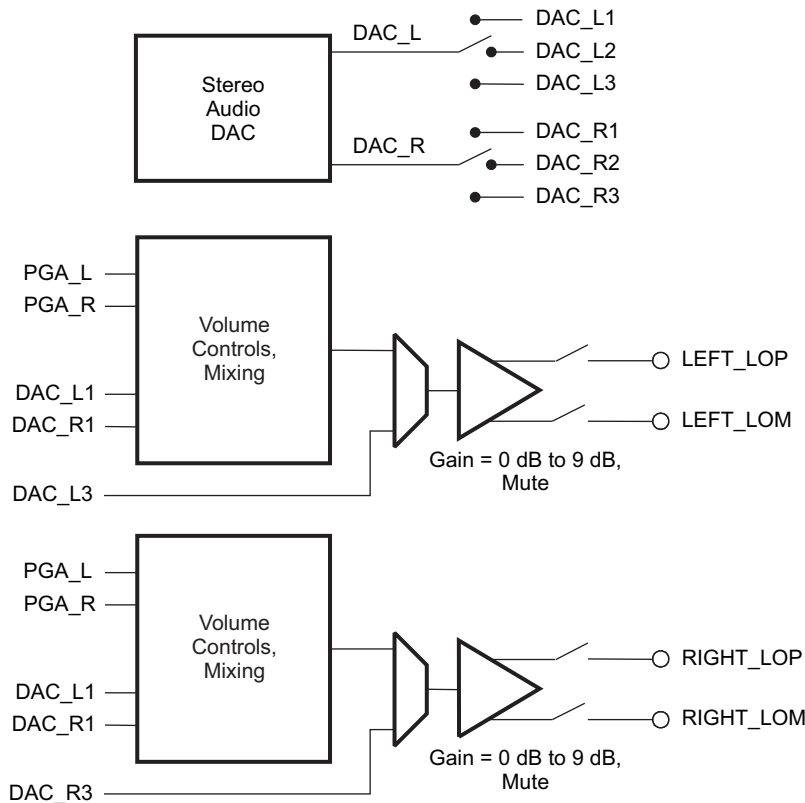 DAC_L
DAC_L1
DAC_L2
DAC_L3
Stereo
Audio
DAC
DAC_R
DAC_R1
DAC_R2
DAC_R3
PGA_L
PGA_R
DAC_L1
DAC_R1
DAC_L3
Volume
Controls,
Mixing
LEFT_LOP
LEFT_LOM
Gain = 0 dB to 9 dB,
Mute
PGA_L
PGA_R
DAC_L1
DAC_R1
DAC_R3
Volume
Controls,
Mixing
RIGHT_LOP
RIGHT_LOM
Gain = 0 dB to 9 dB,
Mute